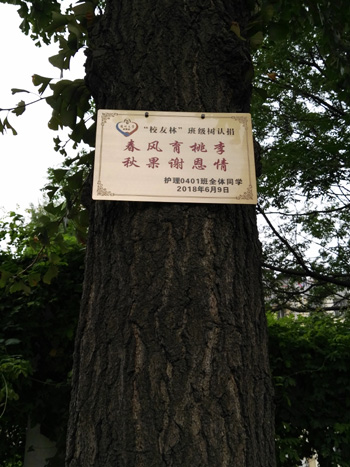 “校友林”班级树认捐
春风育桃李
秋果谢恩情
护理0401班全体同学
2018年6月9日